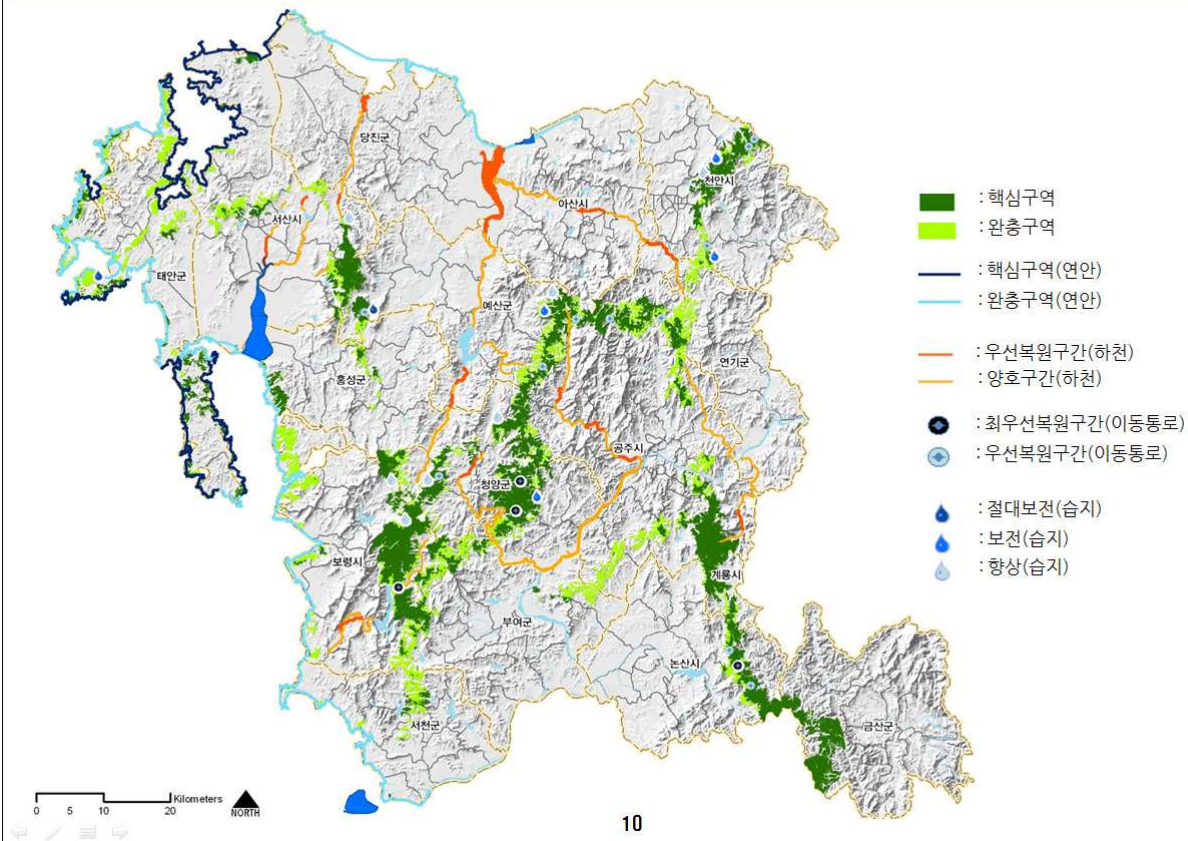 당진군
천안시
아산시
서산시
태안군
예산군
연기군
홍성군
공주시
청양군
보령시
계룡시
부여군
논산시
서천군
금산군
: 핵심구역
: 완충구역
: 핵심구역(연안)
: 완충구역(연안)
: 우선복원구간(하천)
: 양호구간(하천)
: 최우선복원구간(이동통로)
: 우선복원구간(이동통로)
: 절대보전(습지)
: 보전(습지)
: 향상(습지)
Kilometers
0 5 10 20
NORTH
10